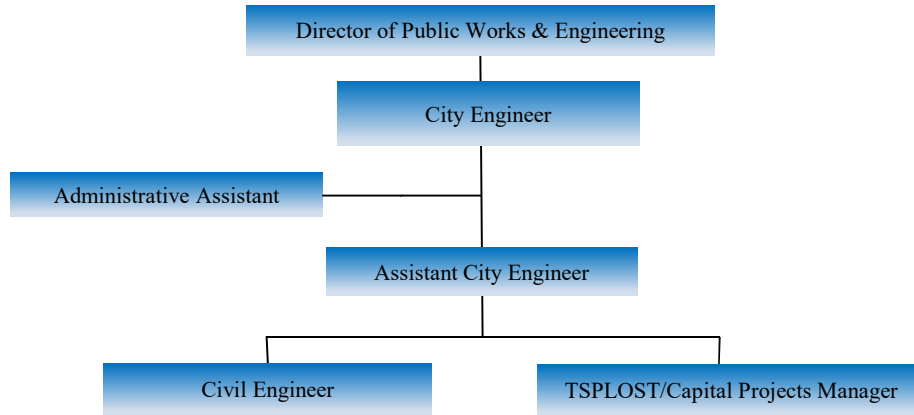 Director of Public Works & Engineering
City Engineer
Administrative Assistant
Assistant City Engineer
Civil Engineer
TSPLOST/Capital Projects Manager